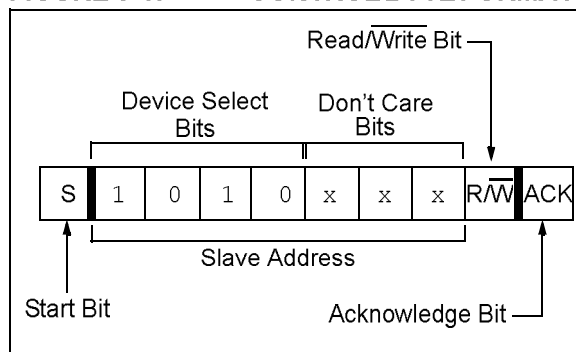 Read/Write Bit
Device Select Bits
Don't Care Bits
S 1 0 1 0 x x x R/W ACK
Slave Address
Start Bit
Acknowledge Bit